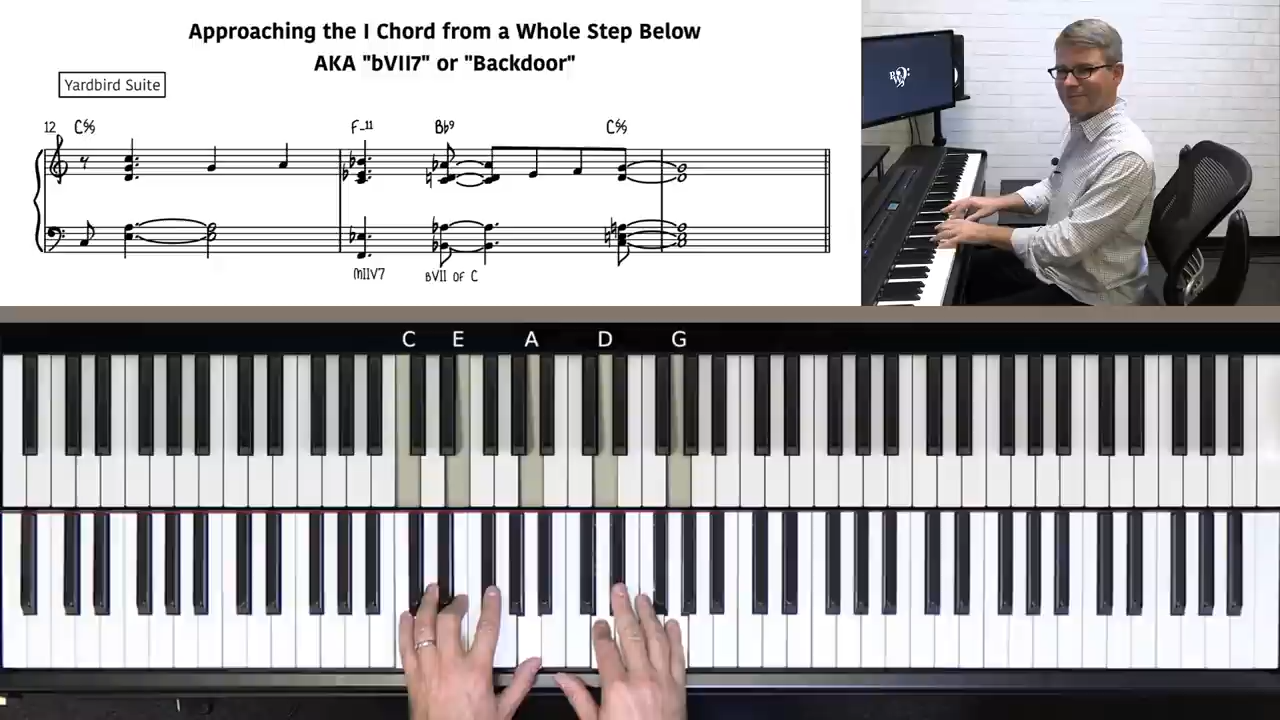 Approaching the I Chord from a Whole Step Below
AKA "bVII7" or "Backdoor"
Yardbird Suite
12 C6/9 F-11 Bb9 C6/9
mIIV7 bVII OF C
C E A D G